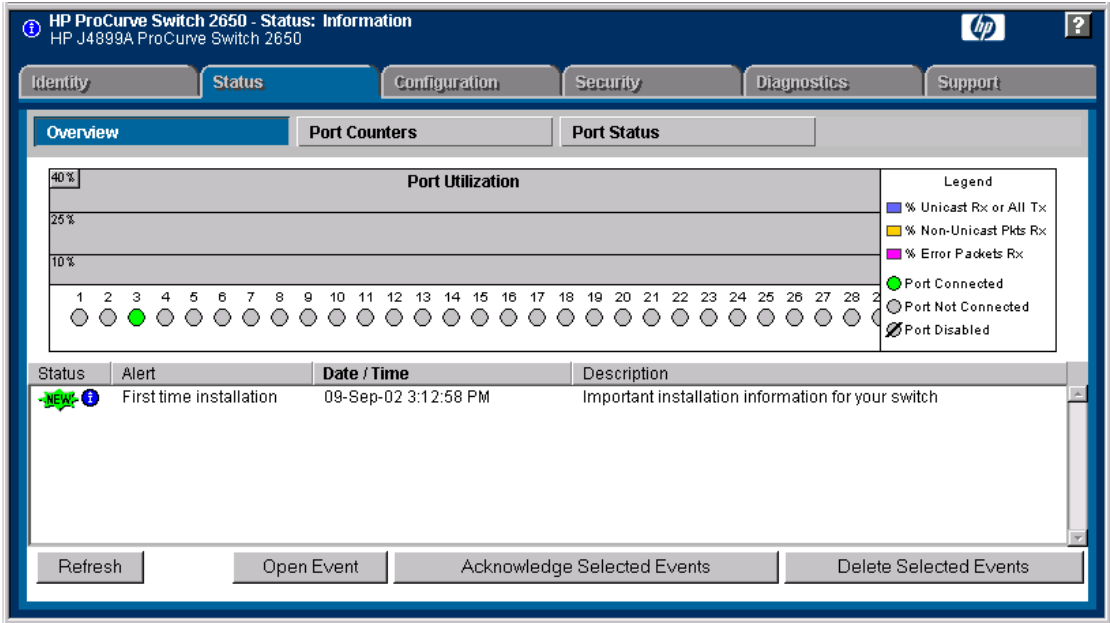 HP ProCurve Switch 2650 - Status: Information
HP J4899A ProCurve Switch 2650
hp
?
Identity Status Configuration Security Diagnostics Support
Overview Port Counters Port Status
40% Port Utilization
25%
10%
Legend
% Unicast Rx or All Tx
% Non-Unicast Pkts Rx
% Error Packets Rx
Port Connected
Port Not Connected
Port Disabled
1 2 3 4 5 6 7 8 9 10 11 12 13 14 15 16 17 18 19 20 21 22 23 24 25 26 27 28
Status Alert Date / Time Description
NEW i First time installation 09-Sep-02 3:12:58 PM Important installation information for your switch
Refresh Open Event Acknowledge Selected Events Delete Selected Events